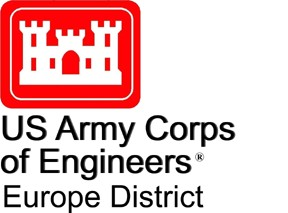 US Army Corps
of Engineers®
Europe District